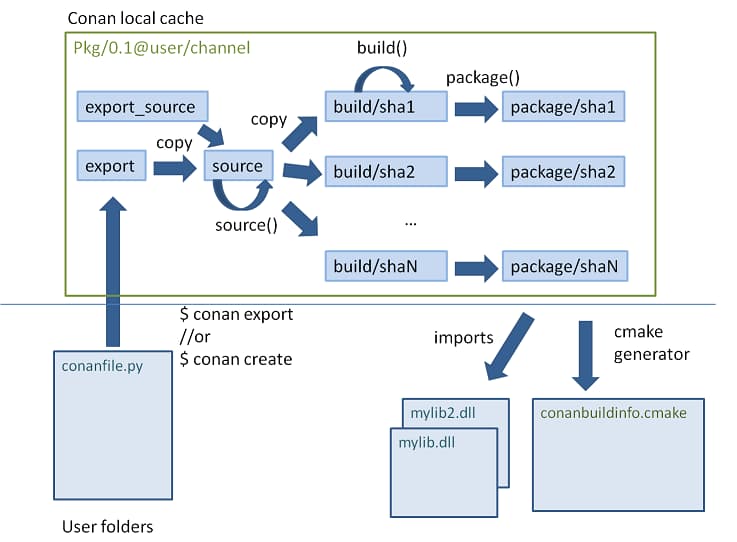 Conan local cache
Pkg/0.1@user/channel
build()
package()
export_source
copy
build/sha1
package/sha1
copy
export
source
build/sha2
package/sha2
source()
...
build/shaN
package/shaN
$ conan export
//or
$ conan create
imports
cmake
generator
conanfile.py
mylib2.dll
mylib.dll
conanbuildinfo.cmake
User folders